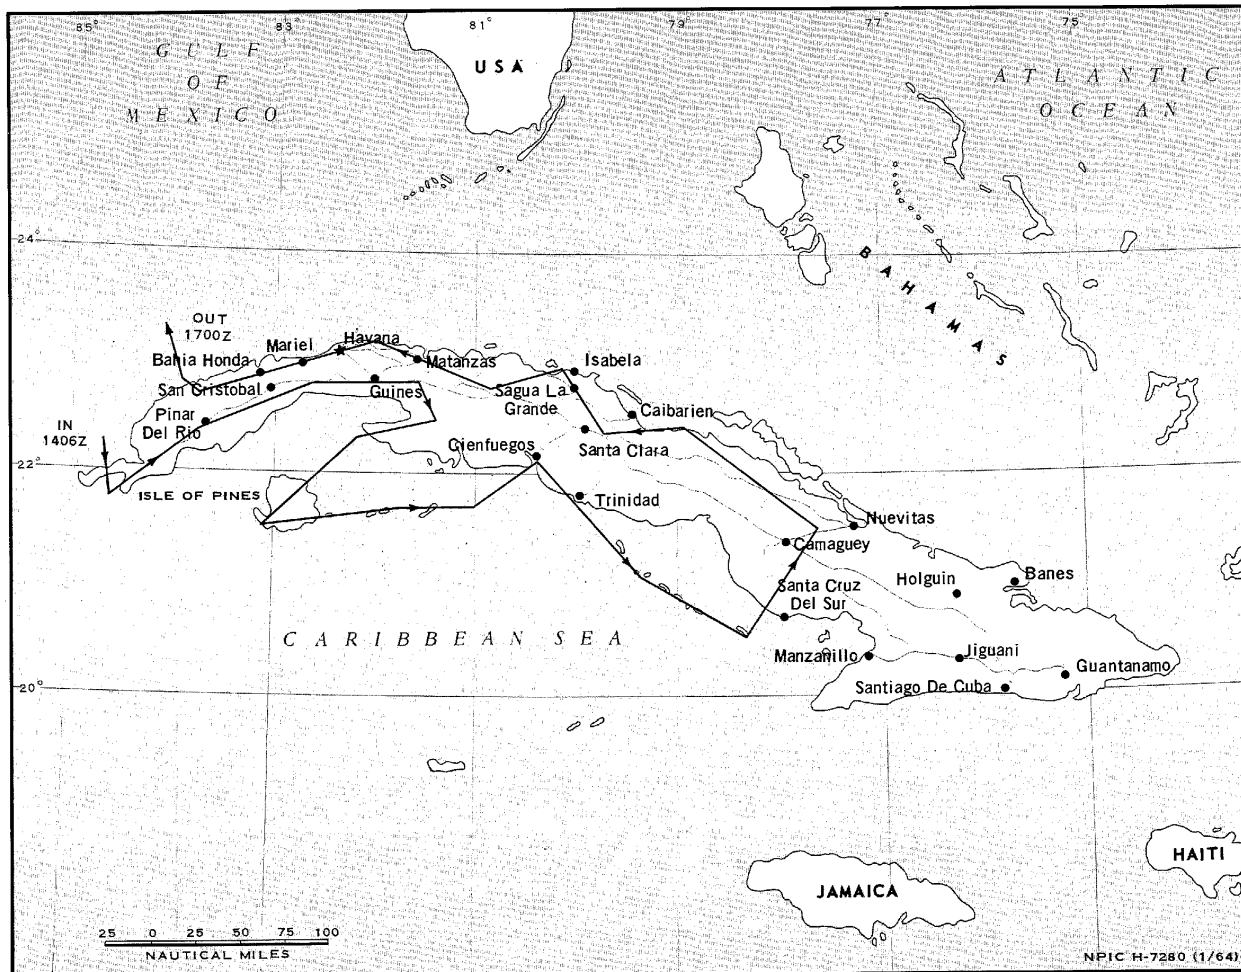 85° 83° 81° 79° 77° 75°
GULF
OF
MEXICO
USA
ATLANTIC
OCEAN
24°
BAHAMAS
OUT
1700Z
Mariel
Havana
Bahia Honda
Matanzas
Isabela
San Cristobal
Guines
Sagua La
Grande
Pinar
Del Rio
Caibarien
IN
1406Z
Cienfuegos
Santa Clara
22°
ISLE OF PINES
Trinidad
Nuevitas
Camaguey
Holguin
Banes
Santa Cruz
Del Sur
CARIBBEAN SEA
Manzanillo
Jiguani
Guantanamo
Santiago De Cuba
20°
HAITI
JAMAICA
25 0 25 50 75 100
NAUTICAL MILES
NPIC H-7280 (1/64)